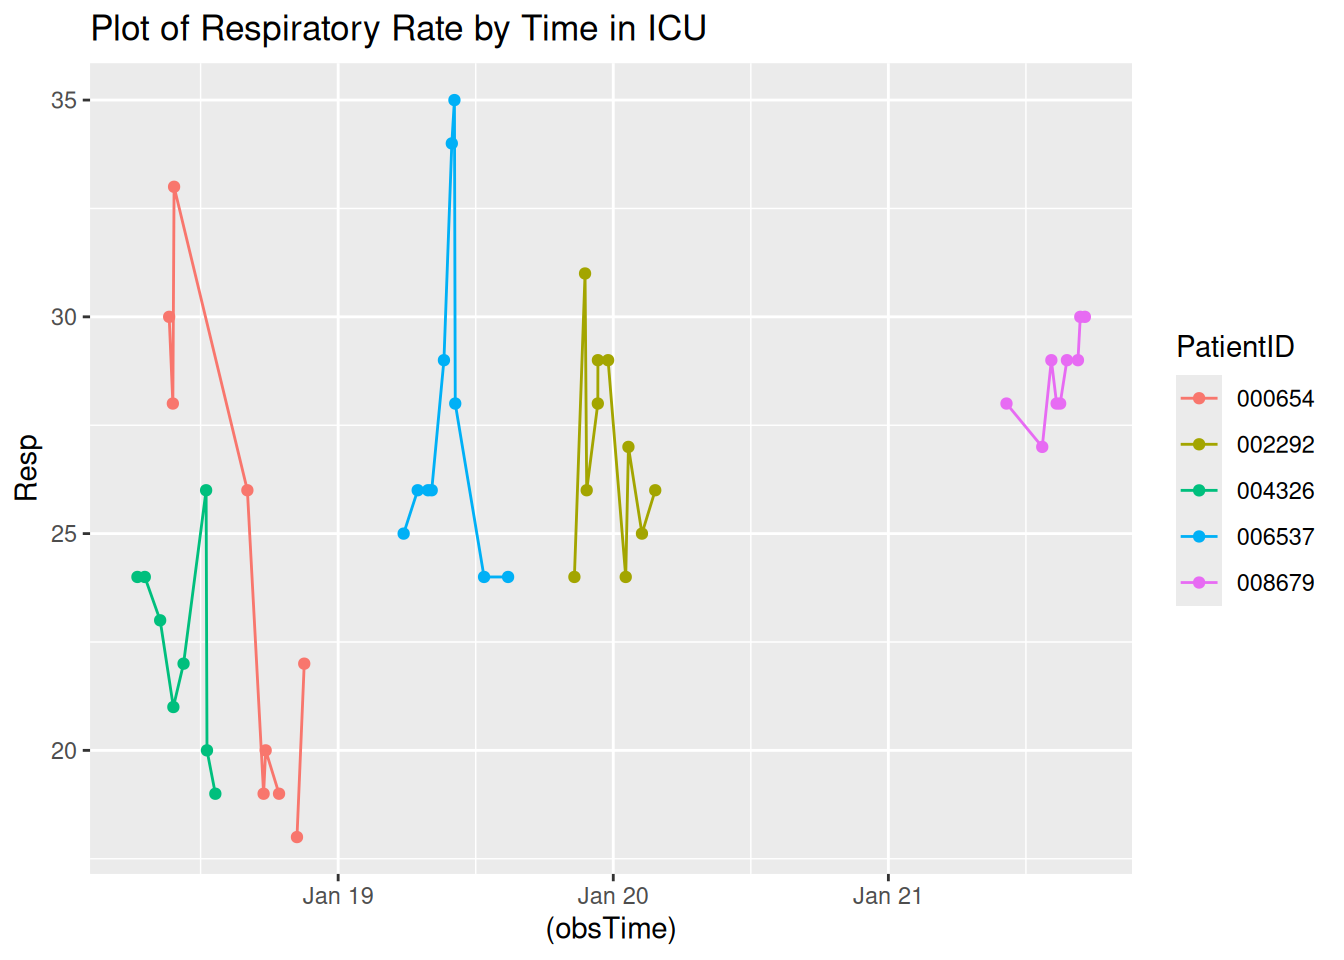 Plot of Respiratory Rate by Time in ICU
35
30
25
20
Resp
Jan 19
Jan 20
Jan 21
(obsTime)
PatientID
000654
002292
004326
006537
008679